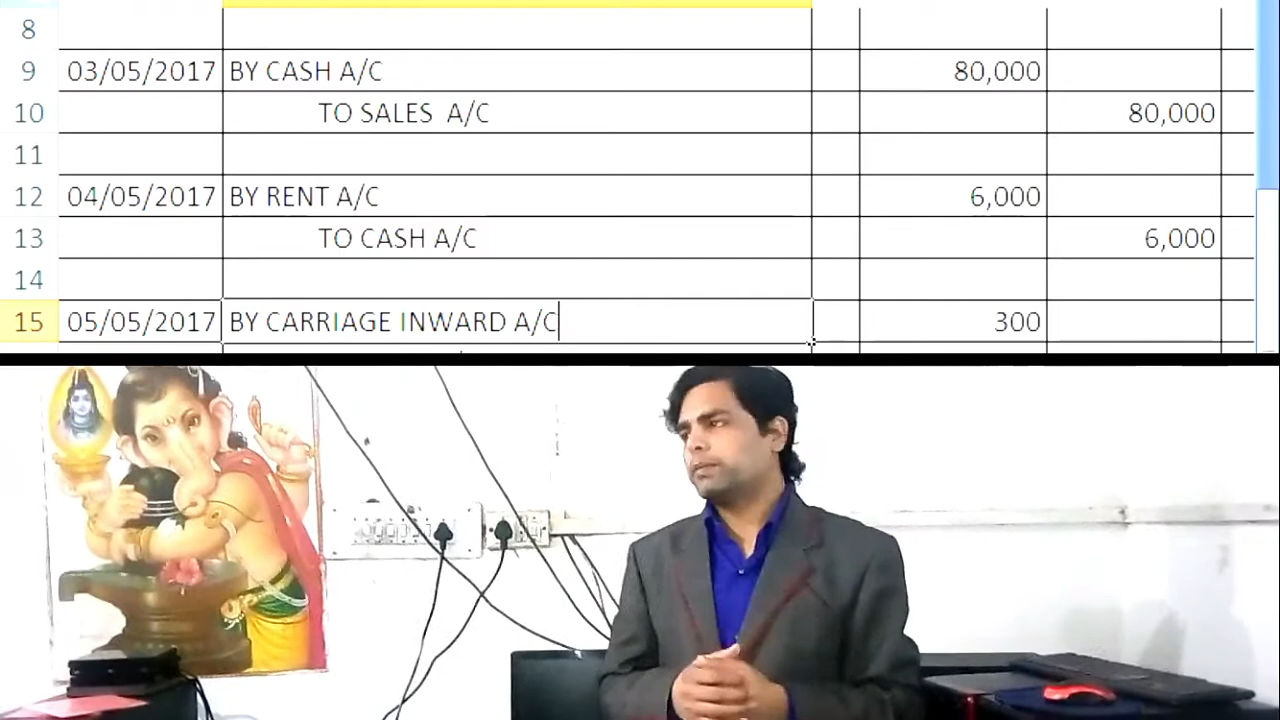 8
9 03/05/2017 BY CASH A/C 80,000
10 TO SALES A/C 80,000
11
12 04/05/2017 BY RENT A/C 6,000
13 TO CASH A/C 6,000
14
15 05/05/2017 BY CARRIAGE INWARD A/C 300